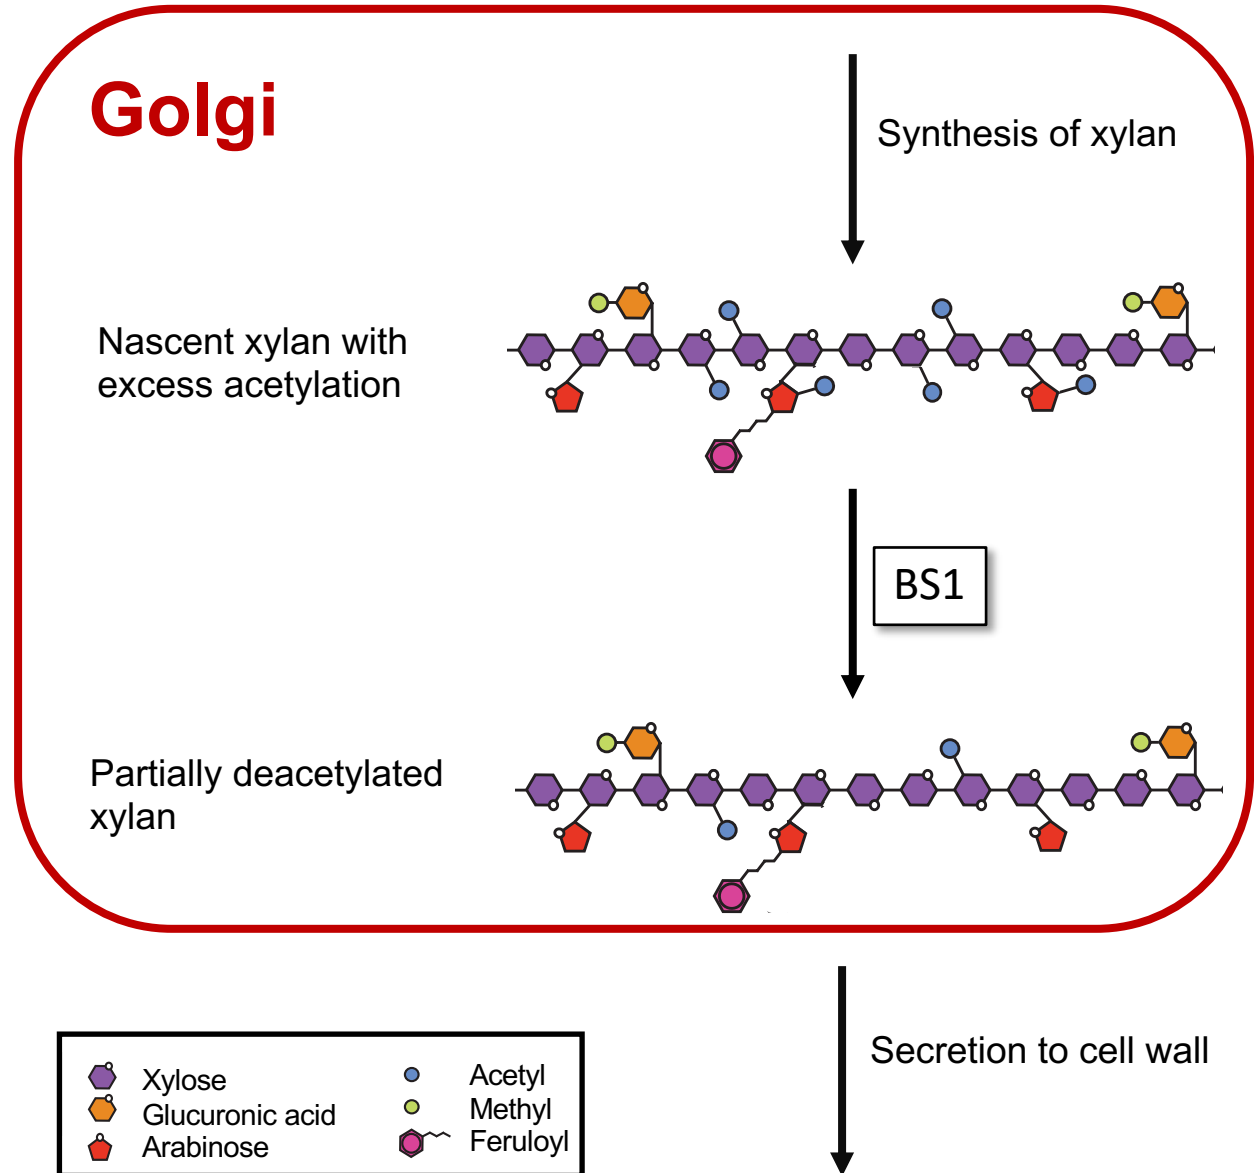 Golgi
Synthesis of xylan
Nascent xylan with
excess acetylation
BS1
Partially deacetylated
xylan
Secretion to cell wall
Xylose
Glucuronic acid
Arabinose
Acetyl
Methyl
Feruloyl